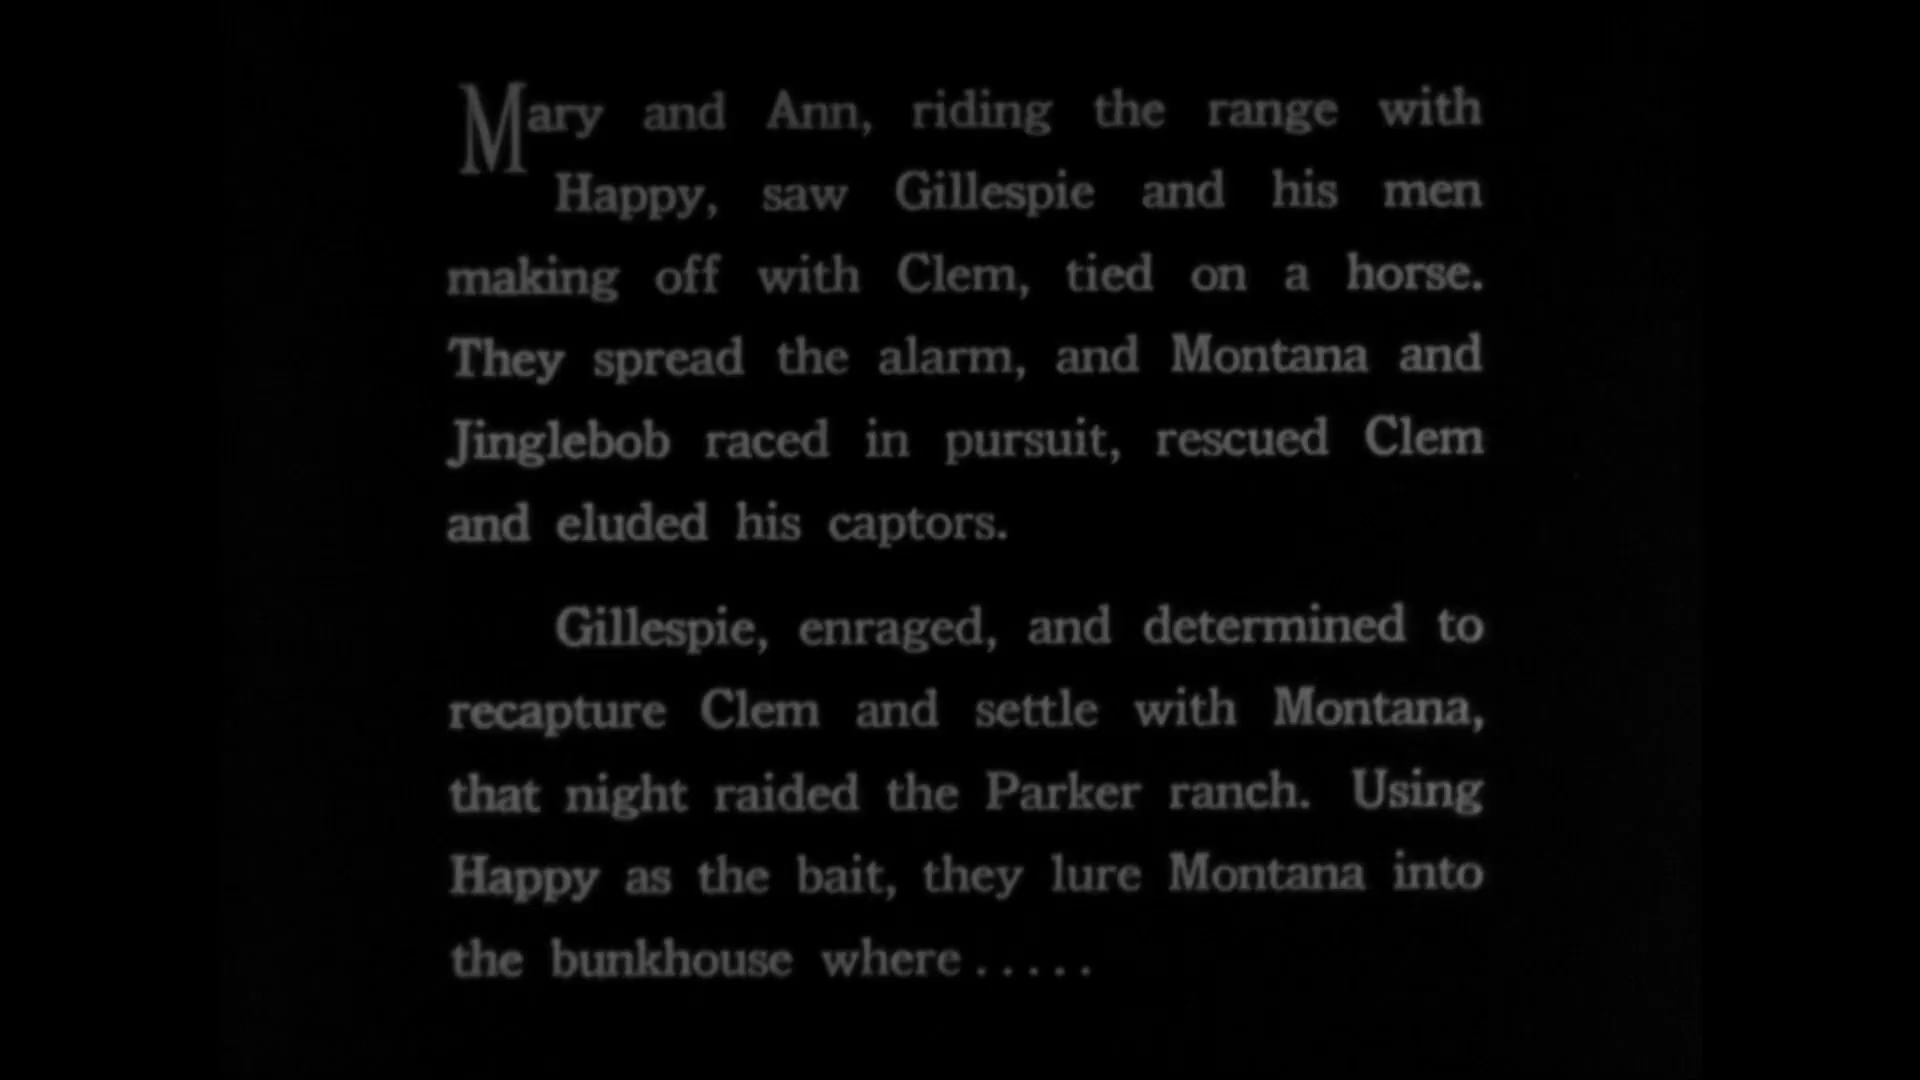 Mary and Ann, riding the range with
Happy, saw Gillespie and his men
making off with Clem, tied on a horse.
They spread the alarm, and Montana and
Jinglebob raced in pursuit, rescued Clem
and eluded his captors.
Gillespie, enraged, and determined to
recapture Clem and settle with Montana,
that night raided the Parker ranch. Using
Happy as the bait, they lure Montana into
the bunkhouse where.....